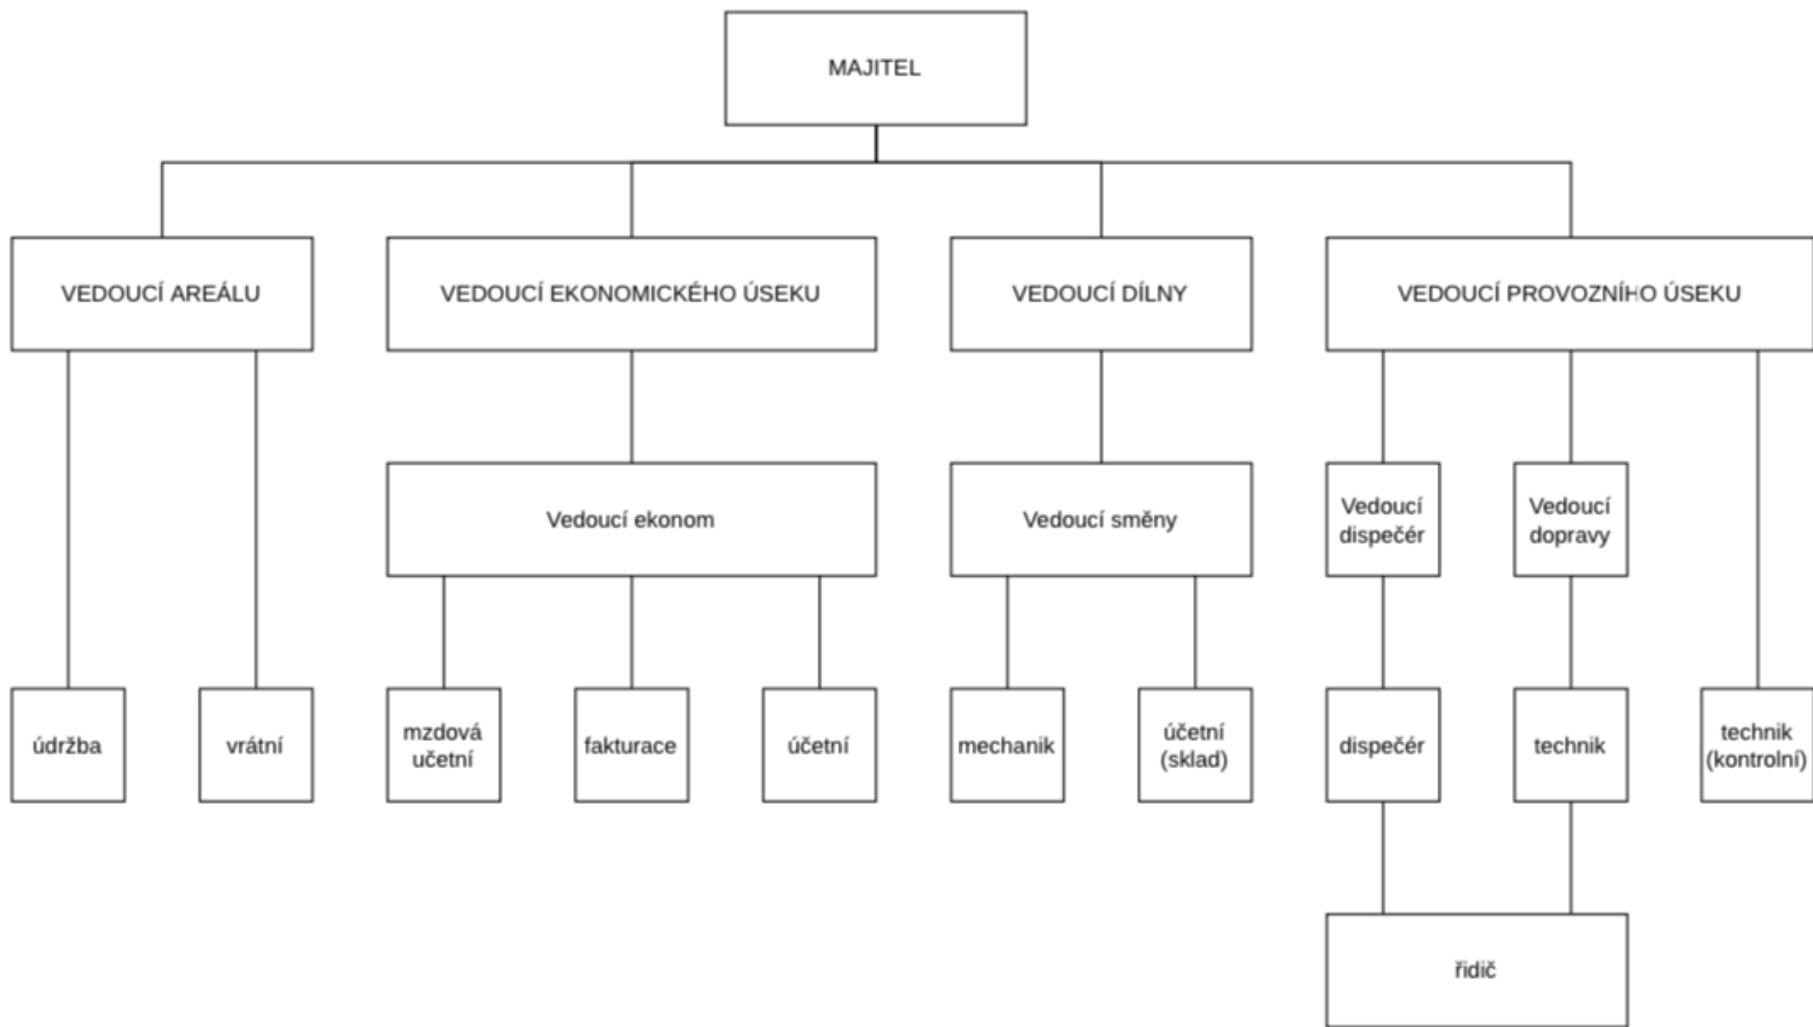 MAJITEL
VEDOUCÍ AREÁLU
VEDOUCÍ EKONOMICKÉHO ÚSEKU
VEDOUCÍ DÍLNY
VEDOUCÍ PROVOZNÍHO ÚSEKU
Vedoucí ekonom
Vedoucí směny
Vedoucí
dispečér
Vedoucí
dopravy
údržba
vrátní
mzdová
učetní
fakturace
účetní
mechanik
účetní
(sklad)
dispečér
technik
technik
(kontrolní)
řidič